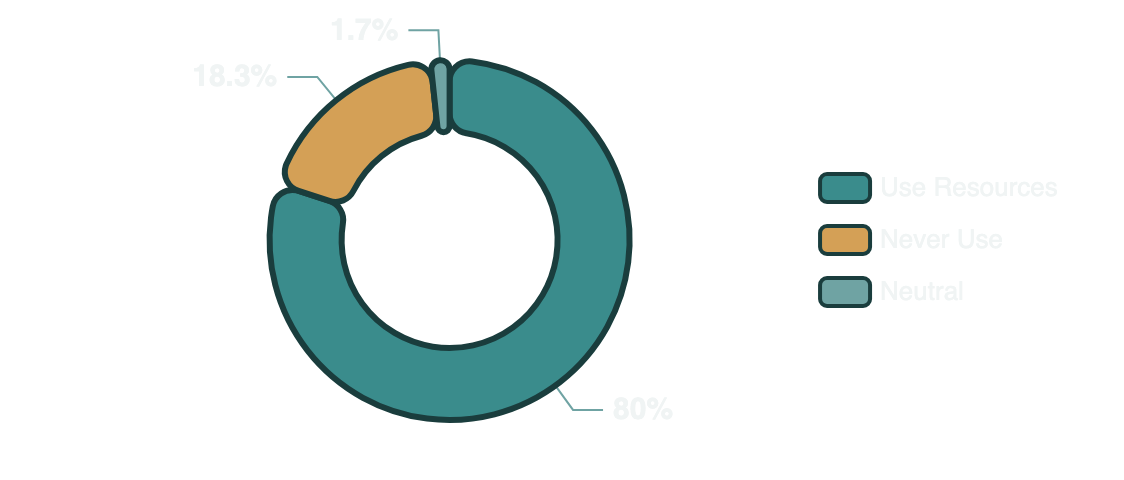 1.7%
18.3%
80%
Use Resources
Never Use
Neutral